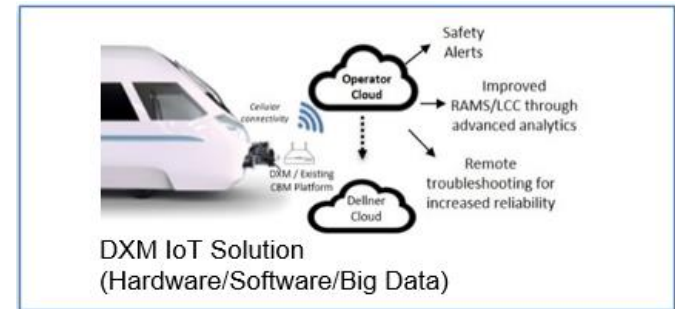 Safety
Alerts
Operator
Cloud
Cellular
connectivity
Improved
RAMS/LCC through
advanced analytics
DXM / Existing
CBM Platform
Remote
troubleshooting for
increased reliability
Dellner
Cloud
DXM IoT Solution
(Hardware/Software/Big Data)